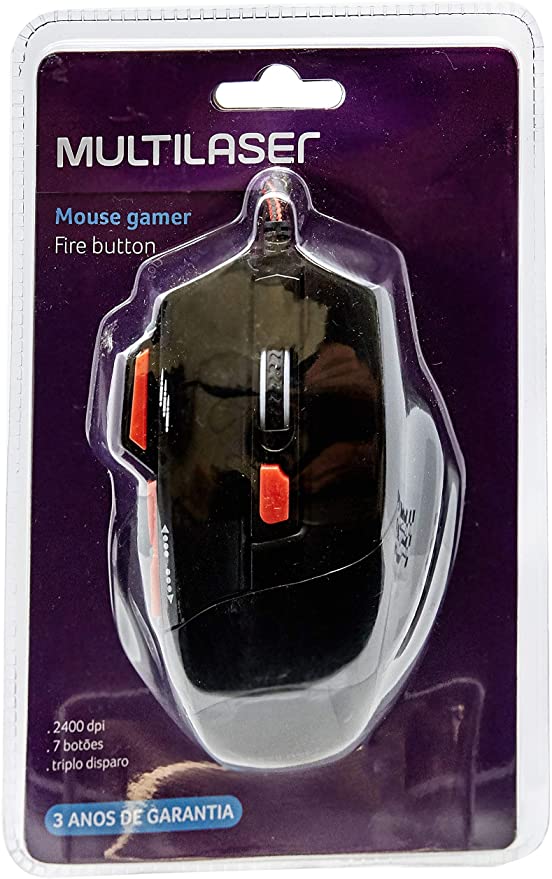 MULTILASER
Mouse gamer
Fire button
. 2400 dpi
. 7 botões
. triplo disparo
3 ANOS DE GARANTIA